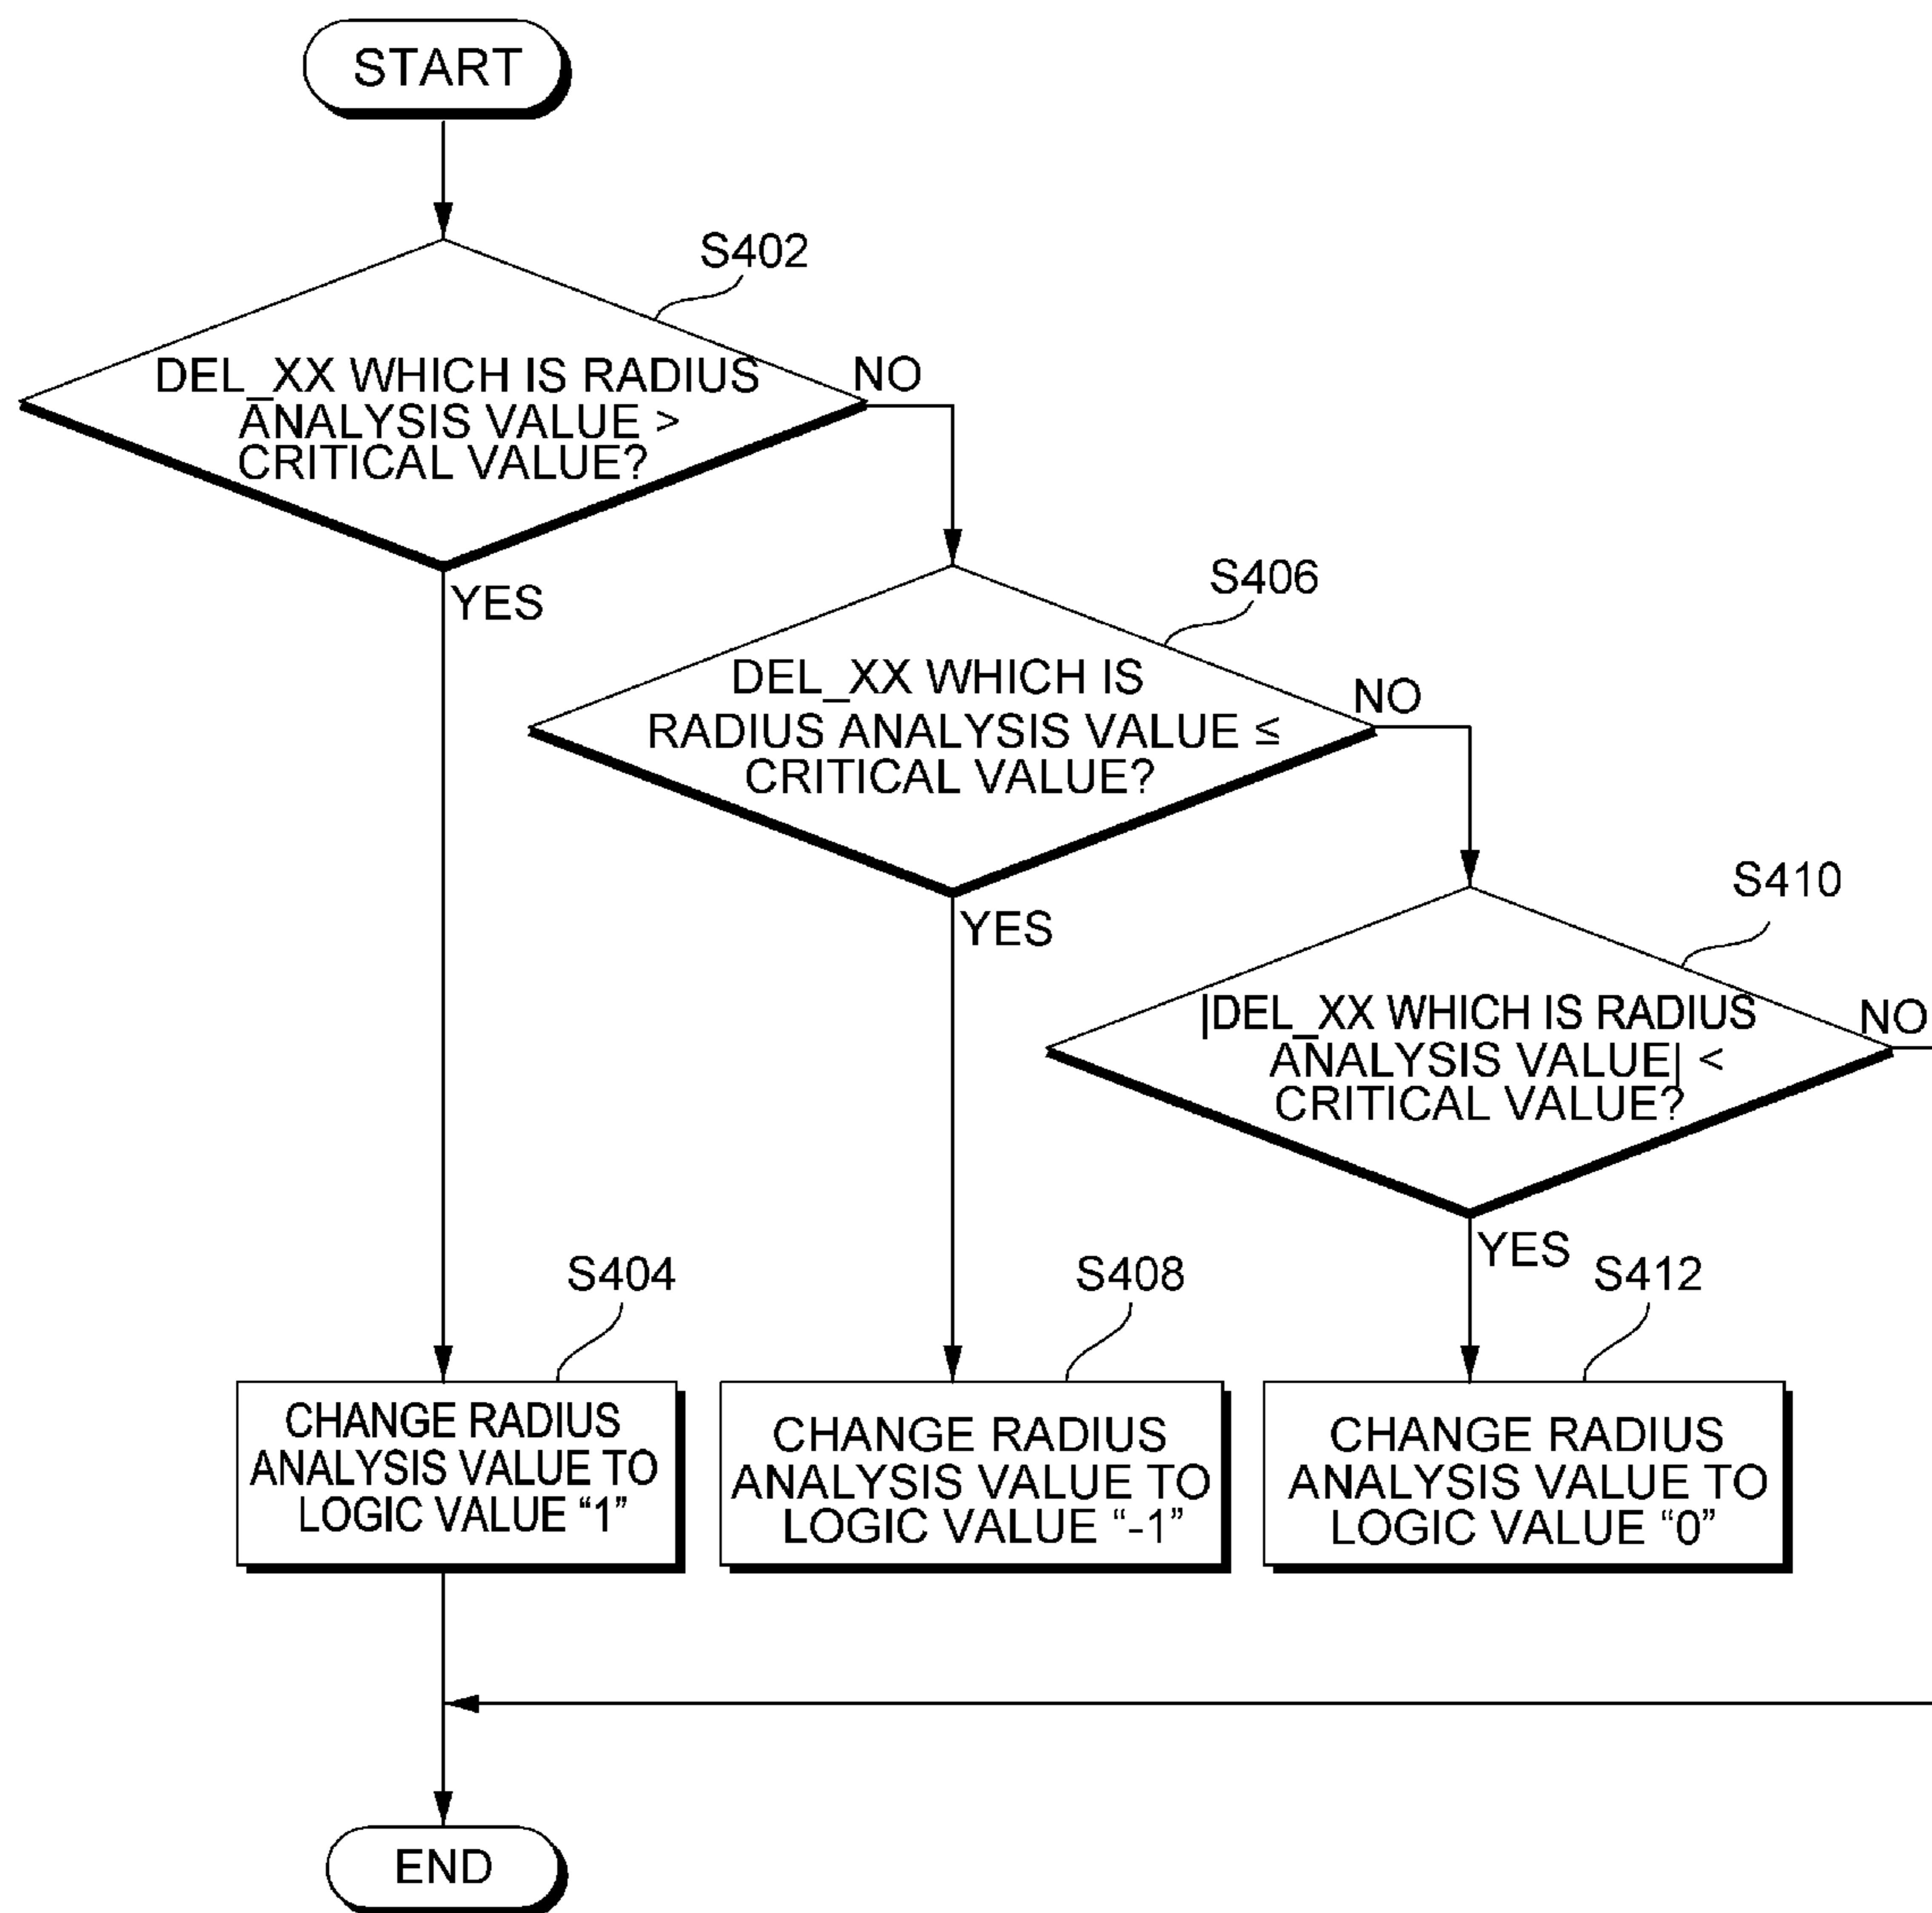 START
S402
DEL_XX WHICH IS RADIUS
ANALYSIS VALUE >
CRITICAL VALUE?
NO
YES
S406
DEL_XX WHICH IS
RADIUS ANALYSIS VALUE ≤
CRITICAL VALUE?
NO
YES
S410
|DEL_XX WHICH IS RADIUS
ANALYSIS VALUE| <
CRITICAL VALUE?
NO
YES
S404
CHANGE RADIUS
ANALYSIS VALUE TO
LOGIC VALUE “1”
S408
CHANGE RADIUS
ANALYSIS VALUE TO
LOGIC VALUE “-1”
S412
CHANGE RADIUS
ANALYSIS VALUE TO
LOGIC VALUE “0”
END